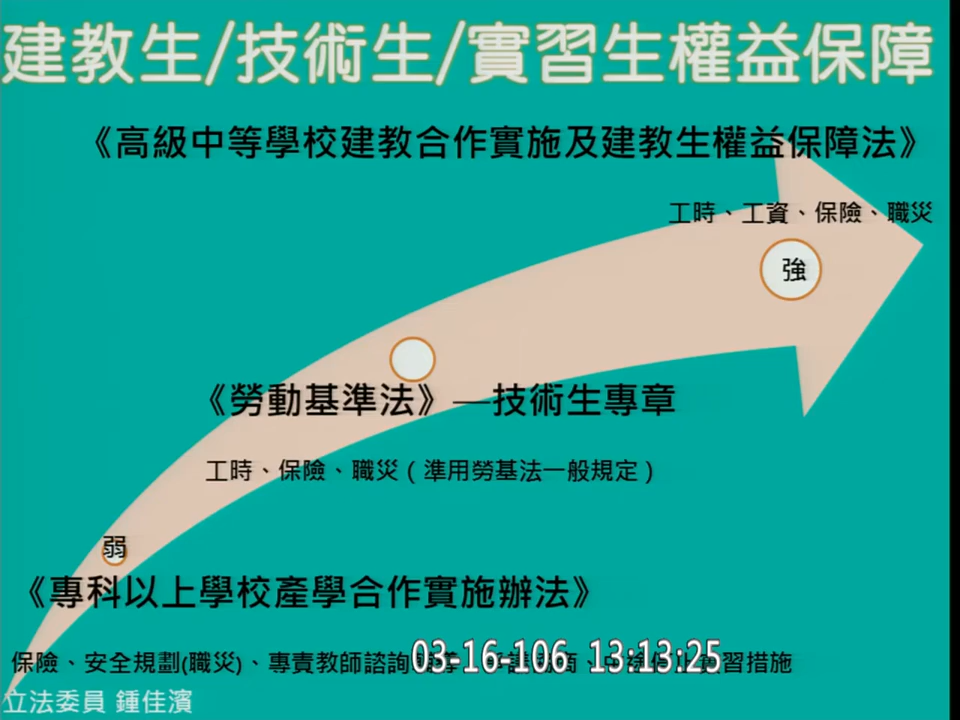 建教生/技術生/實習生權益保障
《高級中等學校建教合作實施及建教生權益保障法》
工時、工資、保險、職災
強
《勞動基準法》—技術生專章
工時、保險、職災(準用勞基法一般規定)
弱
《專科以上學校產學合作實施辦法》
保險、安全規劃(職災)、專責教師諮詢 實習措施
03-16-106 13:13:25
立法委員 鍾佳濱